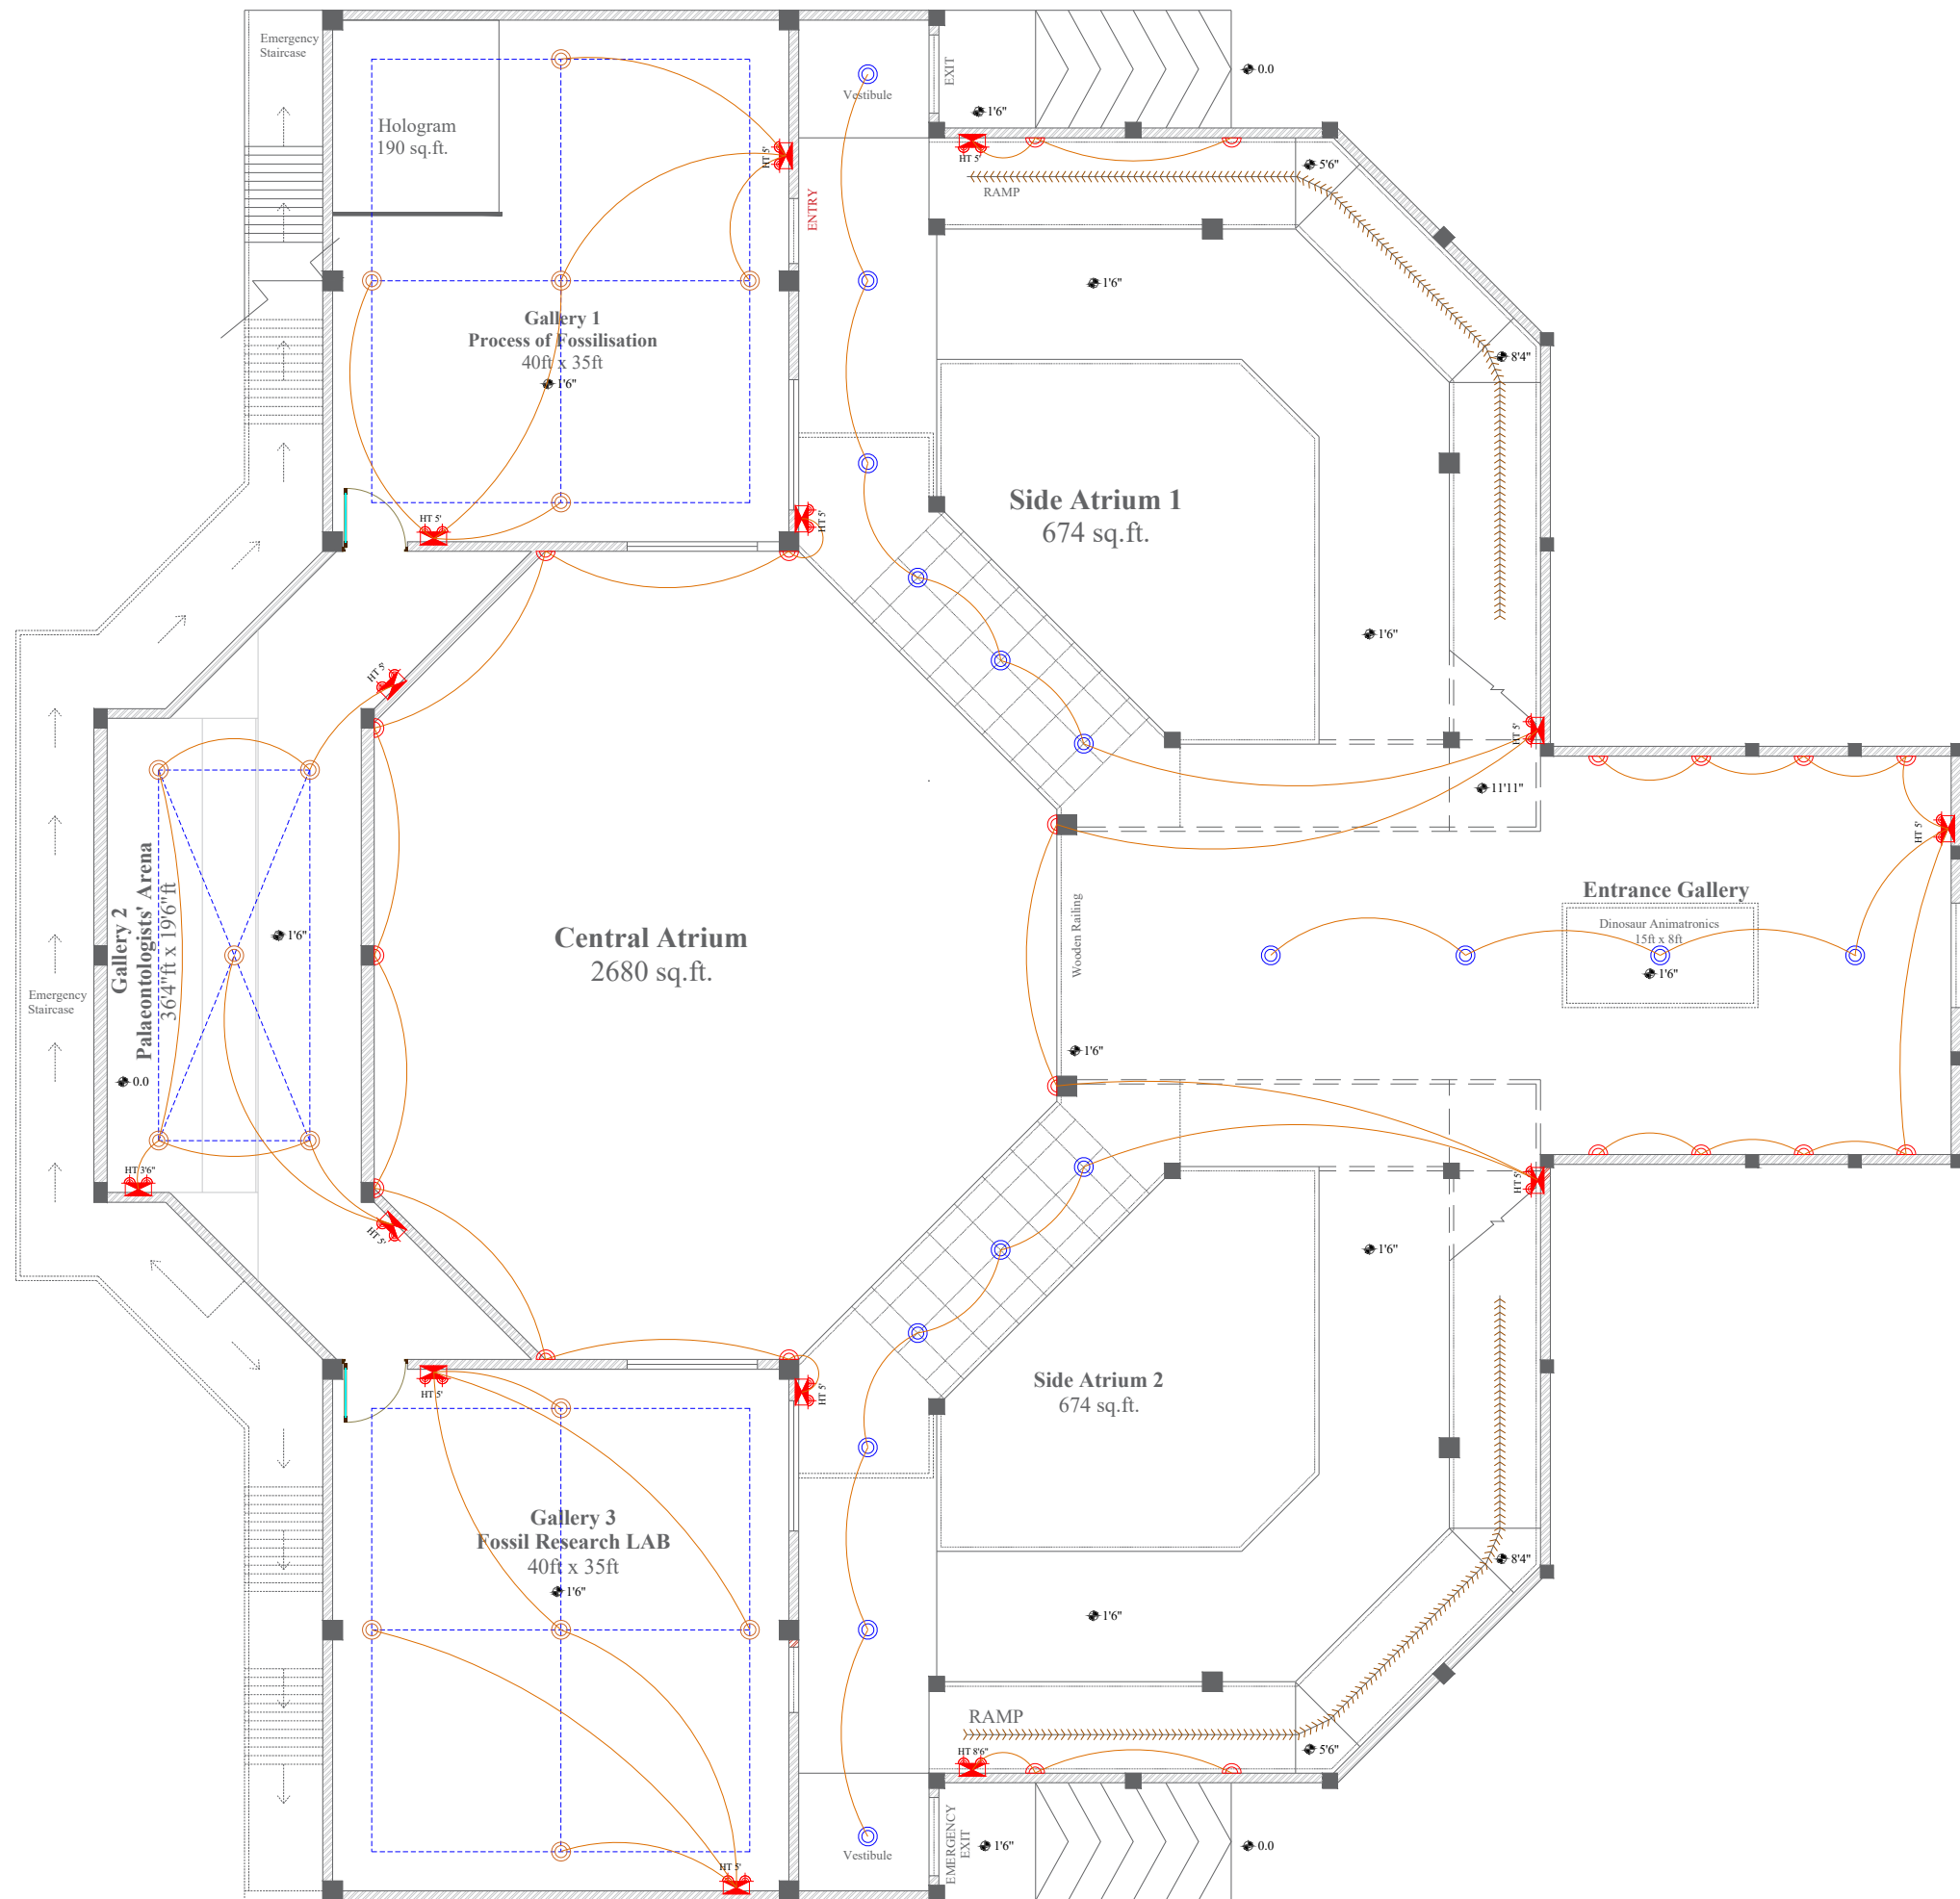 Emergency
Staircase
EXIT
0.0
Vestibule
1'6"
Hologram
190 sq.ft.
HT 5'
HT 5'
5'6"
RAMP
ENTRY
1'6"
Gallery 1
Process of Fossilisation
40ft x 35ft
1'6"
8'4"
Side Atrium 1
674 sq.ft.
HT 5'
HT 5'
1'6"
HT 5'
HT 5'
11'11"
HT 5'
Entrance Gallery
Dinosaur Animatronics
15ft x 8ft
1'6"
Gallery 2
Palaeontologists' Arena
36'4"ft x 19'6"ft
1'6"
Central Atrium
2680 sq.ft.
Wooden Railing
Emergency
Staircase
1'6"
0.0
HT 3'6"
HT 5'
HT 5'
1'6"
HT 5'
HT 5'
Side Atrium 2
674 sq.ft.
Gallery 3
Fossil Research LAB
40ft x 35ft
1'6"
8'4"
1'6"
RAMP
5'6"
HT 8'6"
EMERGENCY
EXIT
1'6"
0.0
Vestibule
HT 5'